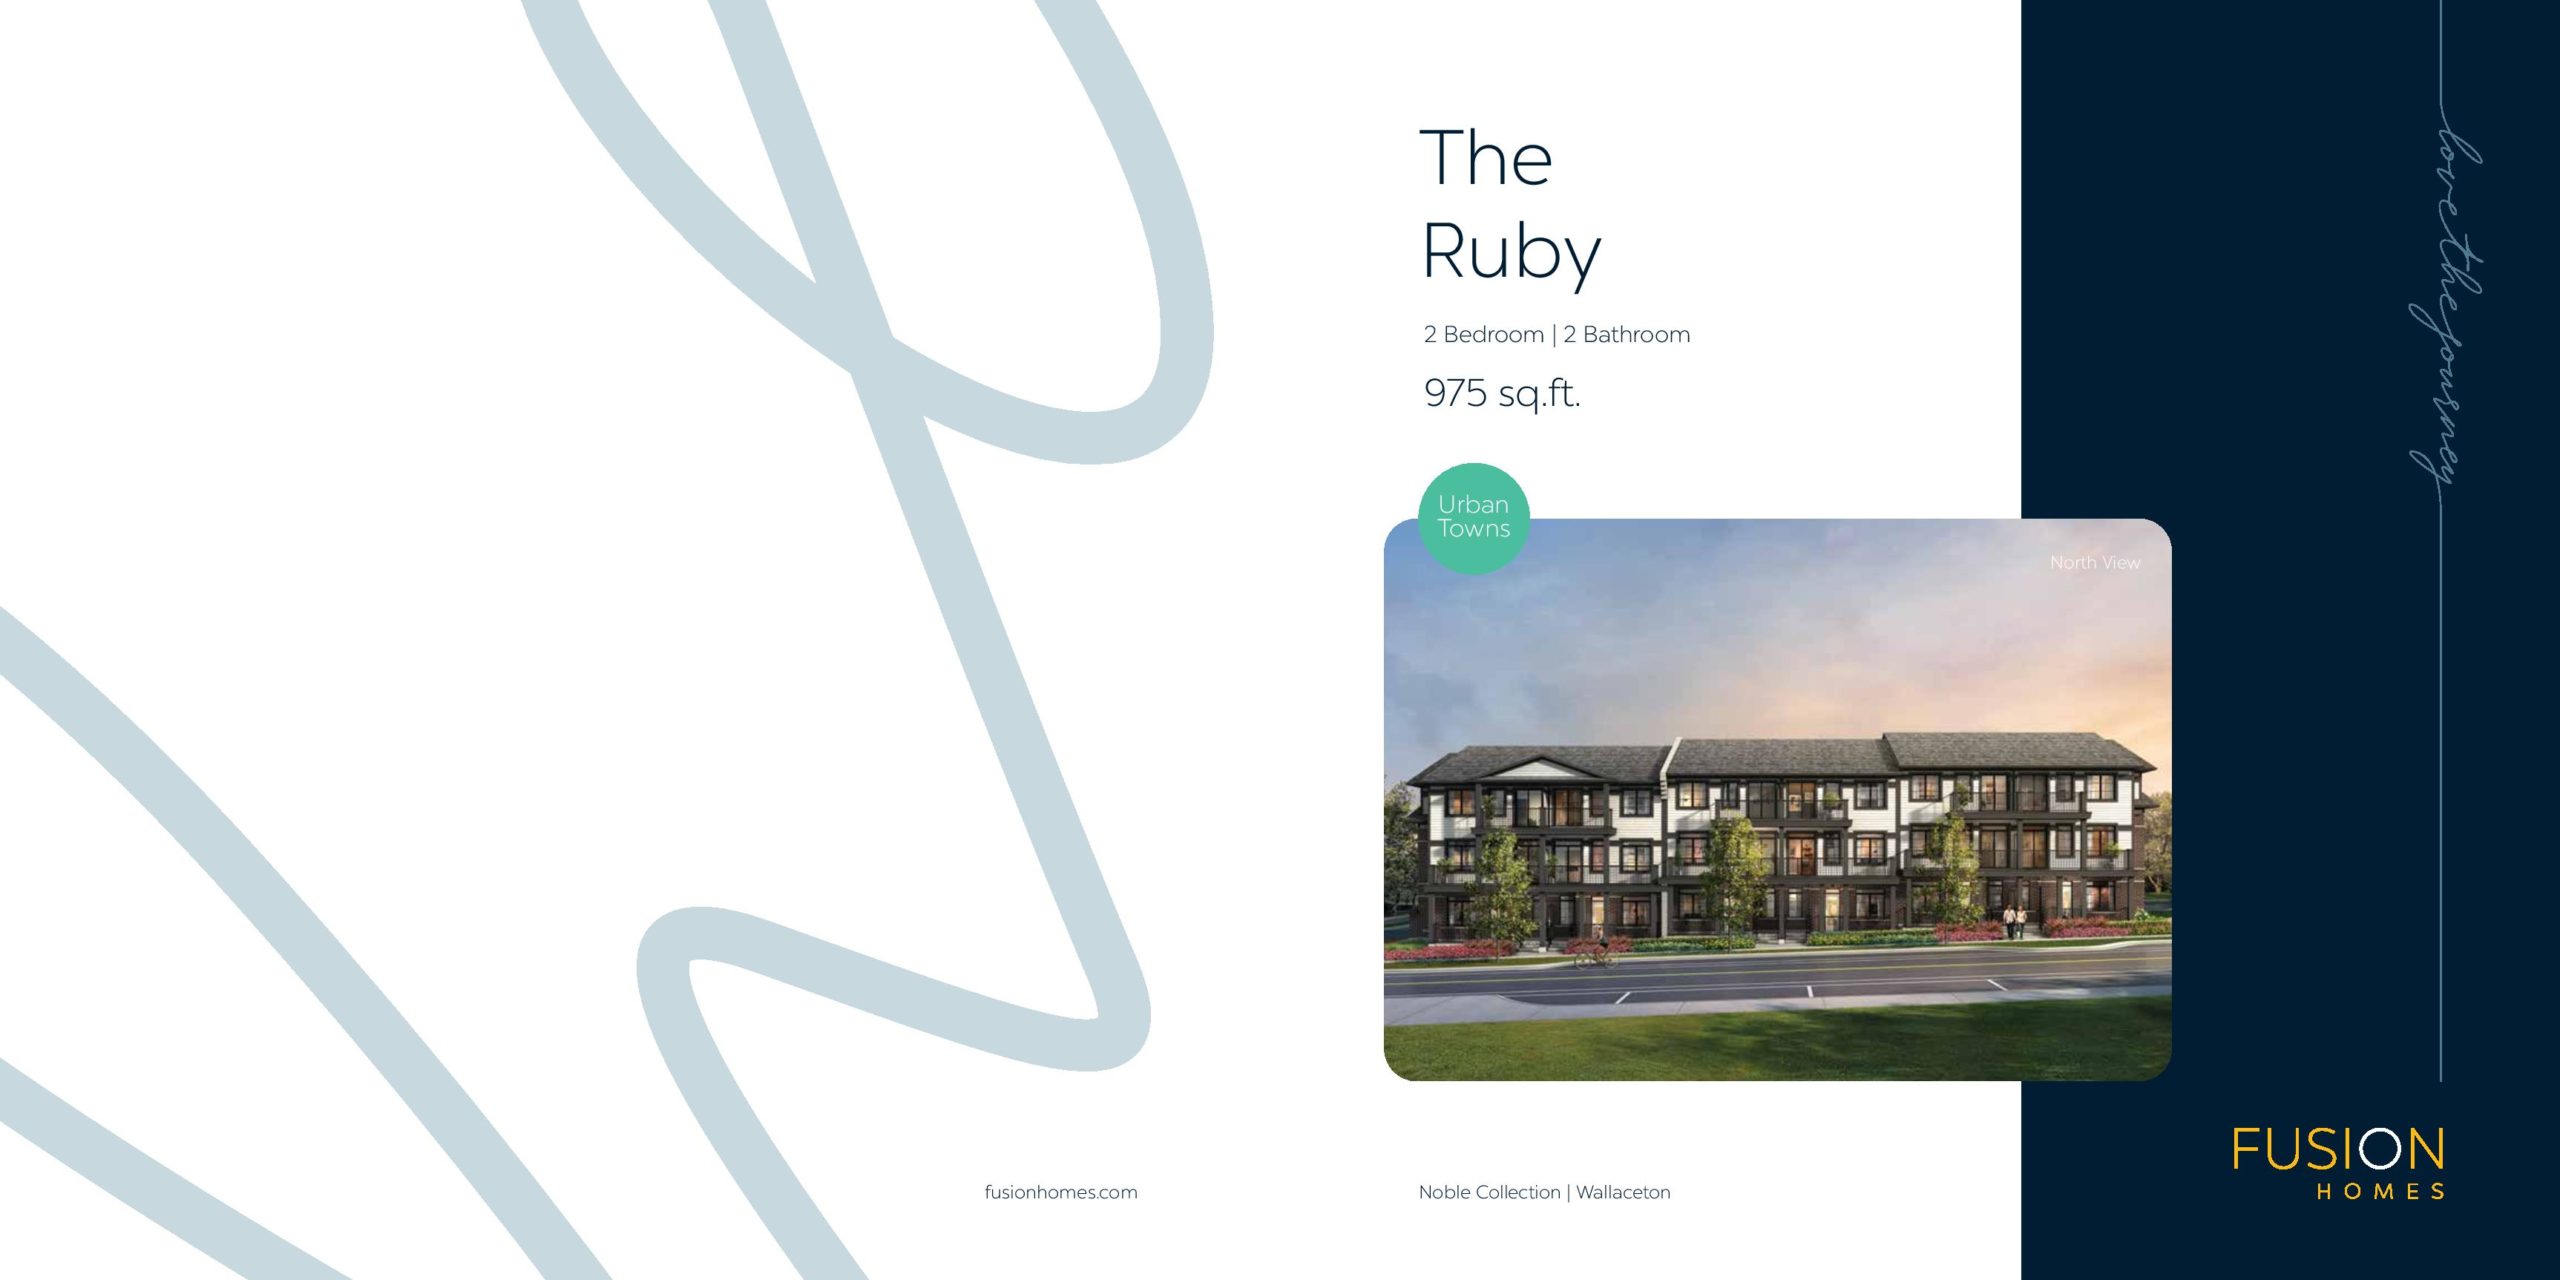 The
Ruby
2 Bedroom | 2 Bathroom
975 sq.ft.
Urban
Towns
North View
fusionhomes.com
Noble Collection | Wallaceton
love the journey
FUSION
HOMES